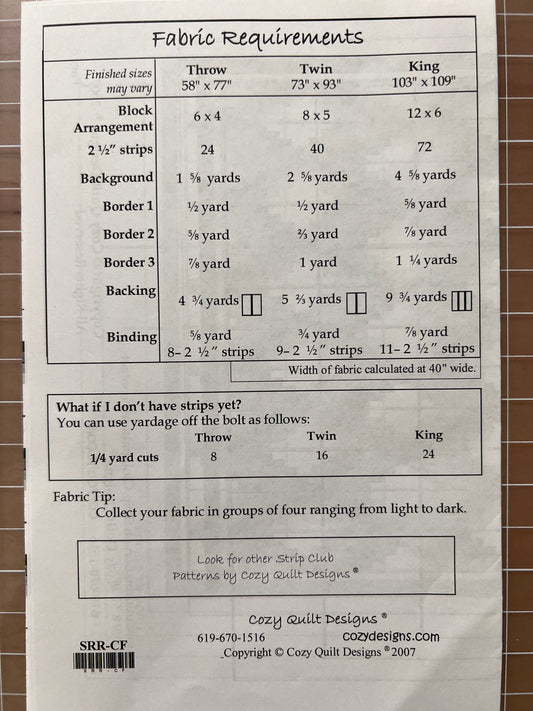 Fabric Requirements
Finished sizes may vary Throw 58" x 77" Twin 73" x 93" King 103" x 109"
Block Arrangement 6 x 4 8 x 5 12 x 6
2 ½" strips 24 40 72
Background 1 ⅝ yards 2 ⅝ yards 4 ⅝ yards
Border 1 ½ yard ½ yard ⅝ yard
Border 2 ⅝ yard ⅔ yard ⅞ yard
Border 3 ⅞ yard 1 yard 1 ¼ yards
Backing 4 ¾ yards 5 ⅔ yards 9 ¾ yards
Binding ⅝ yard ¾ yard ⅞ yard
8– 2 ½" strips 9– 2 ½" strips 11– 2 ½" strips
Width of fabric calculated at 40" wide.
What if I don't have strips yet?
You can use yardage off the bolt as follows:
Throw Twin King
1/4 yard cuts 8 16 24
Fabric Tip:
Collect your fabric in groups of four ranging from light to dark.
Look for other Strip Club
Patterns by Cozy Quilt Designs ®
Cozy Quilt Designs ®
619-670-1516 cozydesigns.com
Copyright © Cozy Quilt Designs ® 2007
SRR-CF
SRR-CF